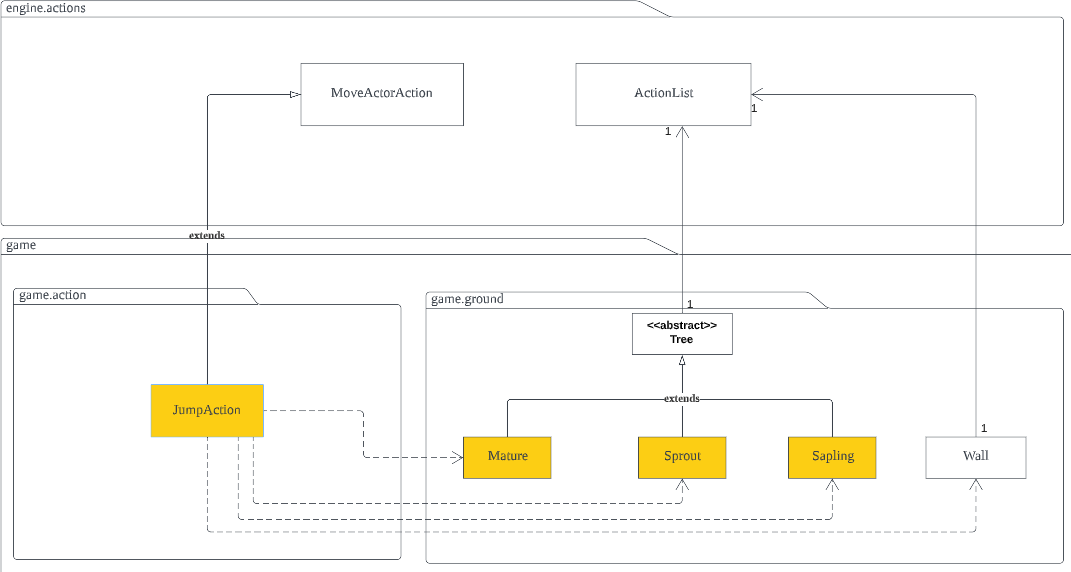 engine.actions
MoveActorAction
ActionList
1
1
extends
game
game.action
game.ground
1
<<abstract>>
Tree
extends
JumpAction
1
Mature
Sprout
Sapling
Wall